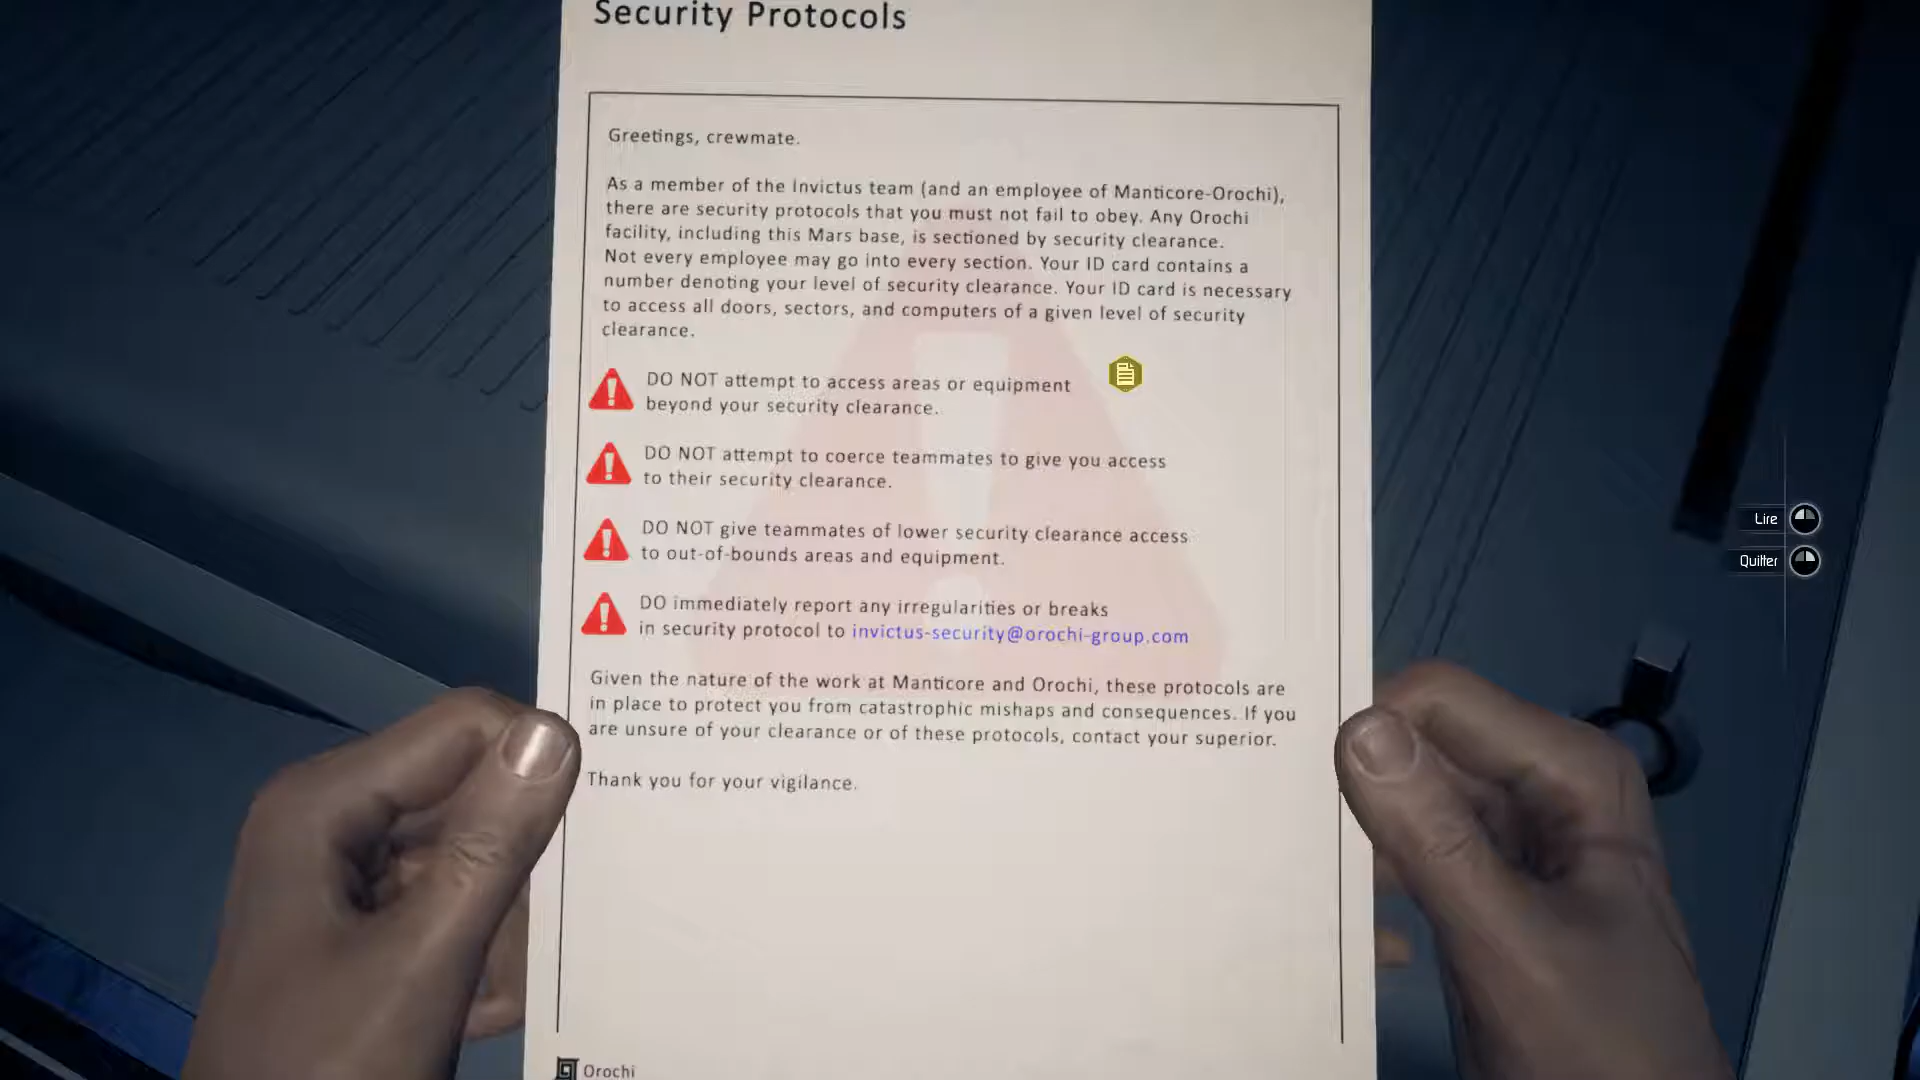 Security Protocols
Greetings, crewmate.
As a member of the Invictus team (and an employee of Manticore-Orochi),
there are security protocols that you must not fail to obey. Any Orochi
facility, including this Mars base, is sectioned by security clearance.
Not every employee may go into every section. Your ID card contains a
number denoting your level of security clearance. Your ID card is necessary
to access all doors, sectors, and computers of a given level of security
clearance.
DO NOT attempt to access areas or equipment
beyond your security clearance.
DO NOT attempt to coerce teammates to give you access
to their security clearance.
DO NOT give teammates of lower security clearance access
to out-of-bounds areas and equipment.
DO immediately report any irregularities or breaks
in security protocol to invictus-security@orochi-group.com
Given the nature of the work at Manticore and Orochi, these protocols are
in place to protect you from catastrophic mishaps and consequences. If you
are unsure of your clearance or of these protocols, contact your superior.
Thank you for your vigilance.
Orochi
Lire
Quitter